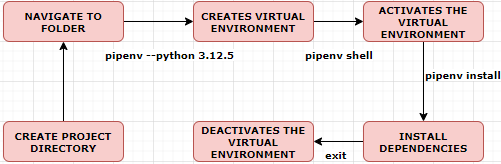 NAVIGATE TO
FOLDER
pipenv --python 3.12.5
CREATES VIRTUAL
ENVIRONMENT
pipenv shell
ACTIVATES THE
VIRTUAL
ENVIRONMENT
pipenv install
CREATE PROJECT
DIRECTORY
DEACTIVATES THE
VIRTUAL
ENVIRONMENT
exit
INSTALL
DEPENDENCIES